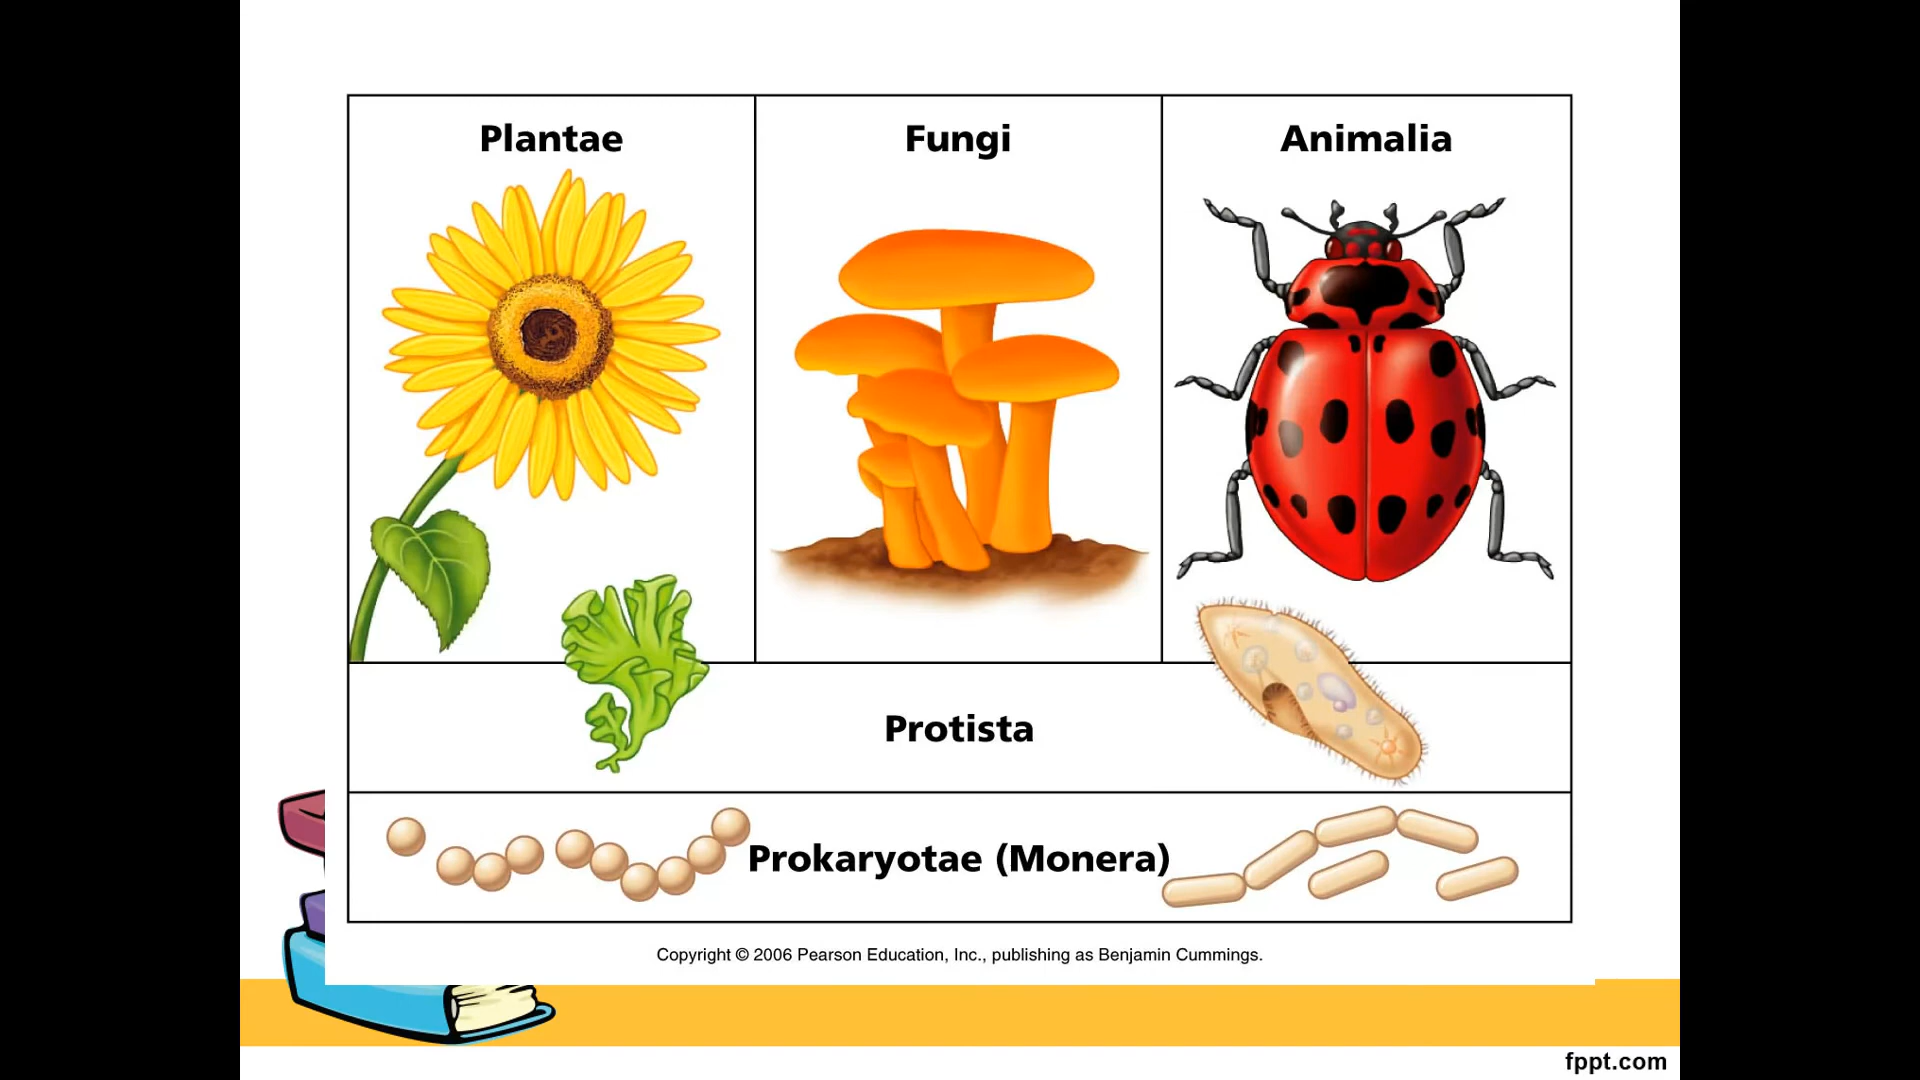 Plantae
Fungi
Animalia
Protista
Prokaryotae (Monera)
Copyright © 2006 Pearson Education, Inc., publishing as Benjamin Cummings.
fppt.com